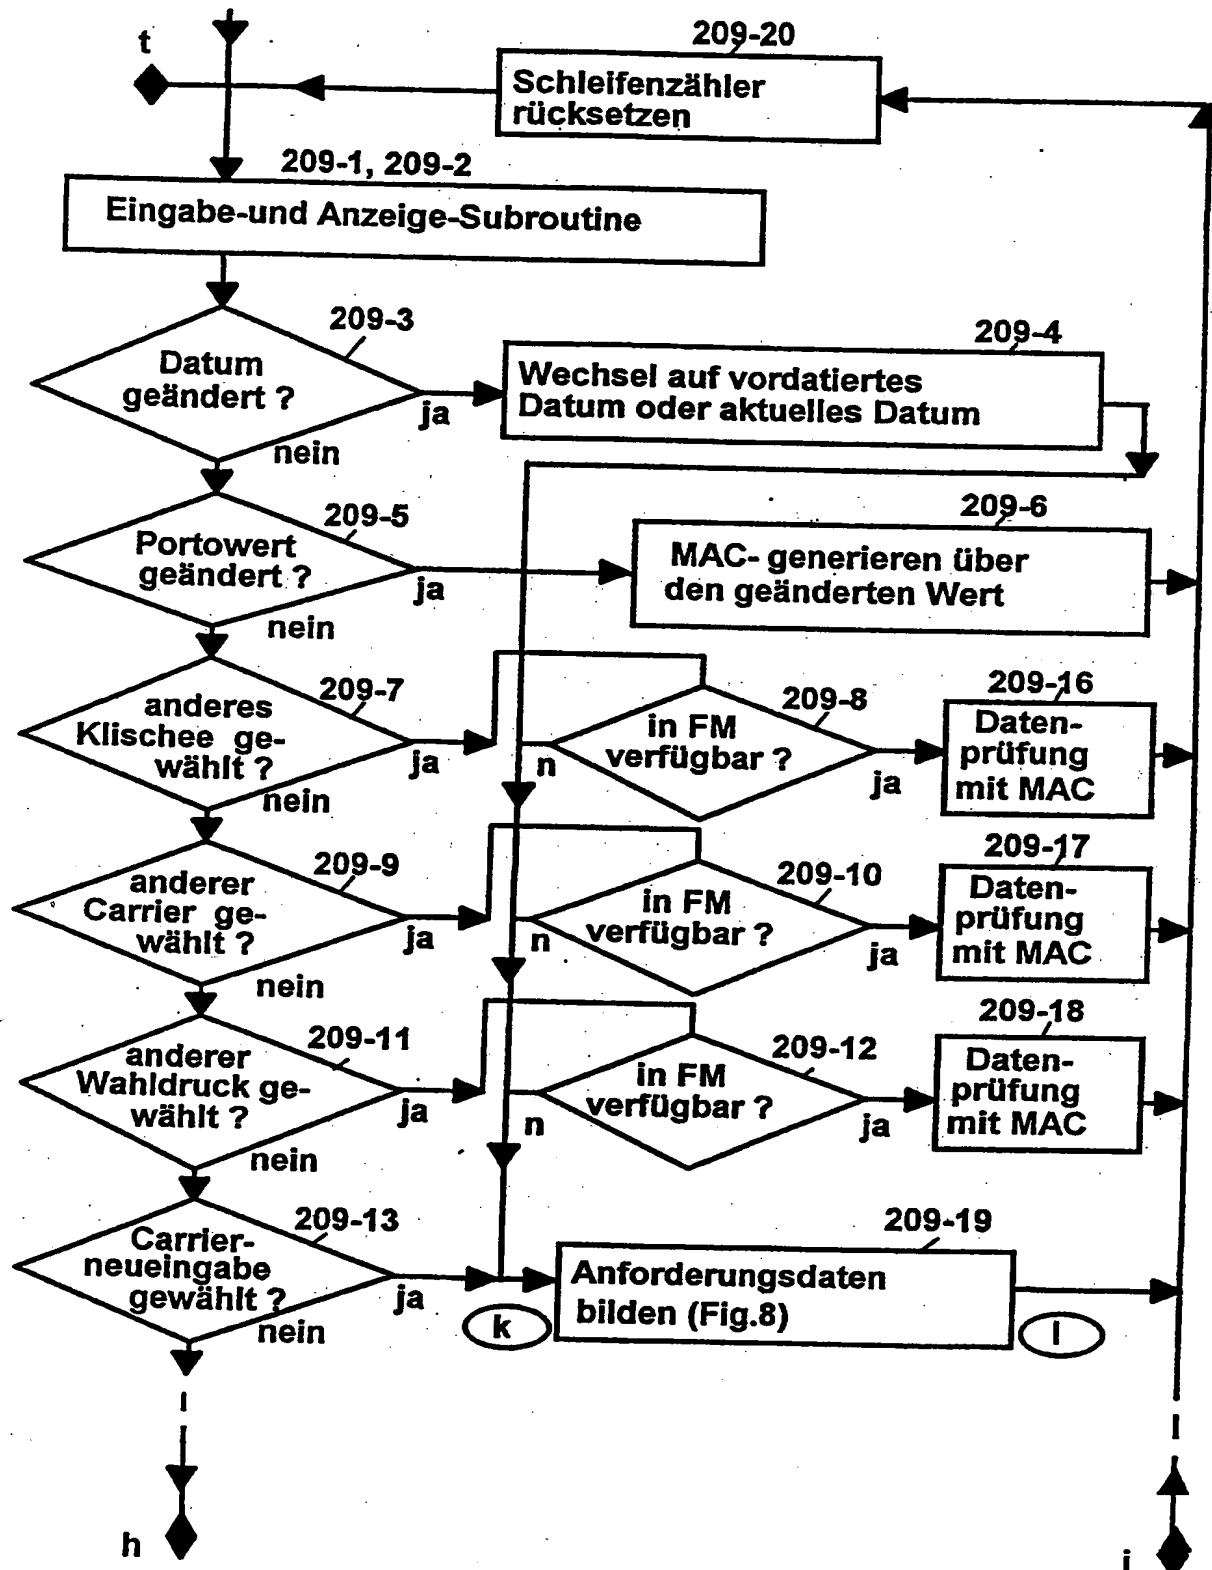 t
209-20
Schleifenzähler
rücksetzen
209-1, 209-2
Eingabe-und Anzeige-Subroutine
209-3
Datum
geändert ?
ja
nein
209-4
Wechsel auf vordatiertes
Datum oder aktuelles Datum
209-5
Portowert
geändert ?
ja
nein
209-6
MAC- generieren über
den geänderten Wert
209-7
anderes
Klischee ge-
wählt ?
ja
nein
209-8
in FM
verfügbar ?
n
ja
209-16
Daten-
prüfung
mit MAC
209-9
anderer
Carrier ge-
wählt ?
ja
nein
209-10
in FM
verfügbar ?
n
ja
209-17
Daten-
prüfung
mit MAC
209-11
anderer
Wahldruck ge-
wählt ?
ja
nein
209-12
in FM
verfügbar ?
n
ja
209-18
Daten-
prüfung
mit MAC
209-13
Carrier-
neueingabe
gewählt ?
ja
nein
209-19
Anforderungsdaten
bilden (Fig.8)
k
l
h
i